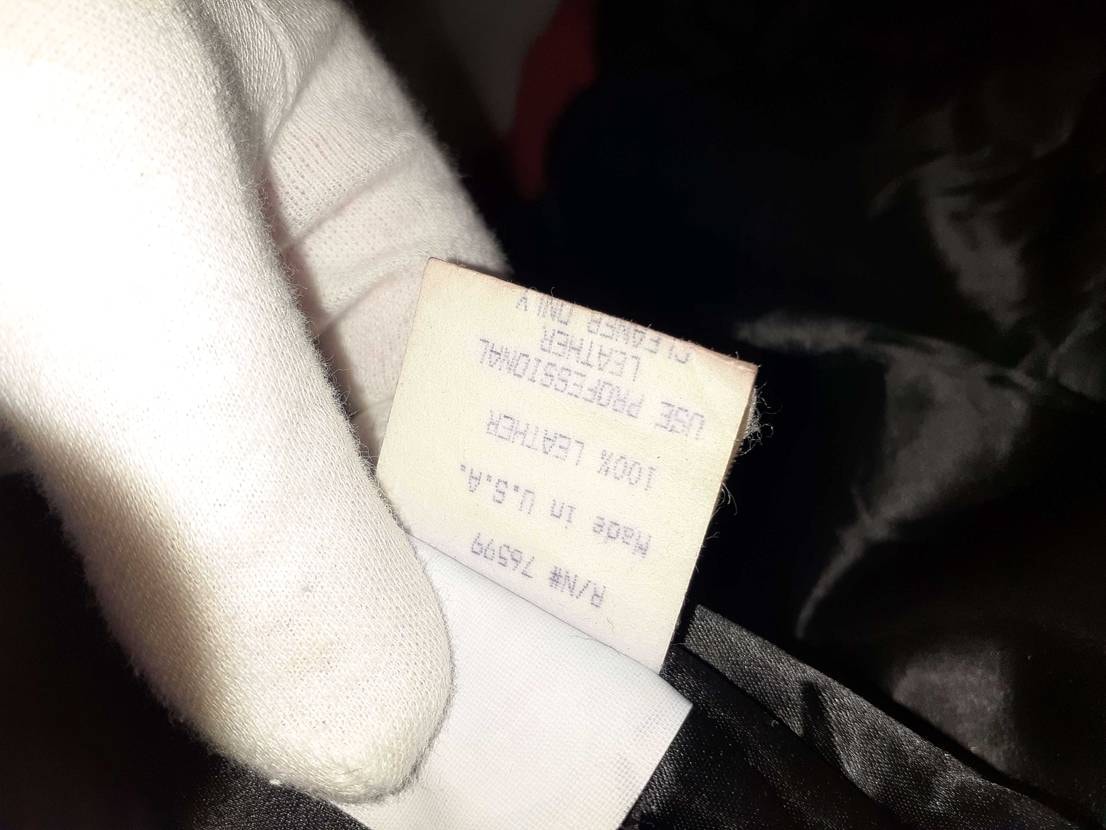 R/N# 76599
Made in U.S.A.
100% LEATHER
USE PROFESSIONAL
LEATHER
CLEANER ONLY